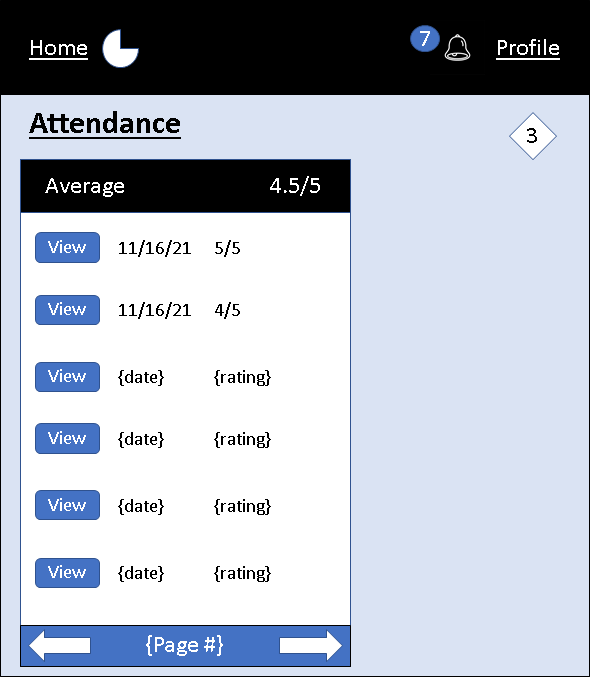 Home 7 Profile
Attendance
3
Average 4.5/5
View 11/16/21 5/5
View 11/16/21 4/5
View {date} {rating}
View {date} {rating}
View {date} {rating}
View {date} {rating}
{Page #}